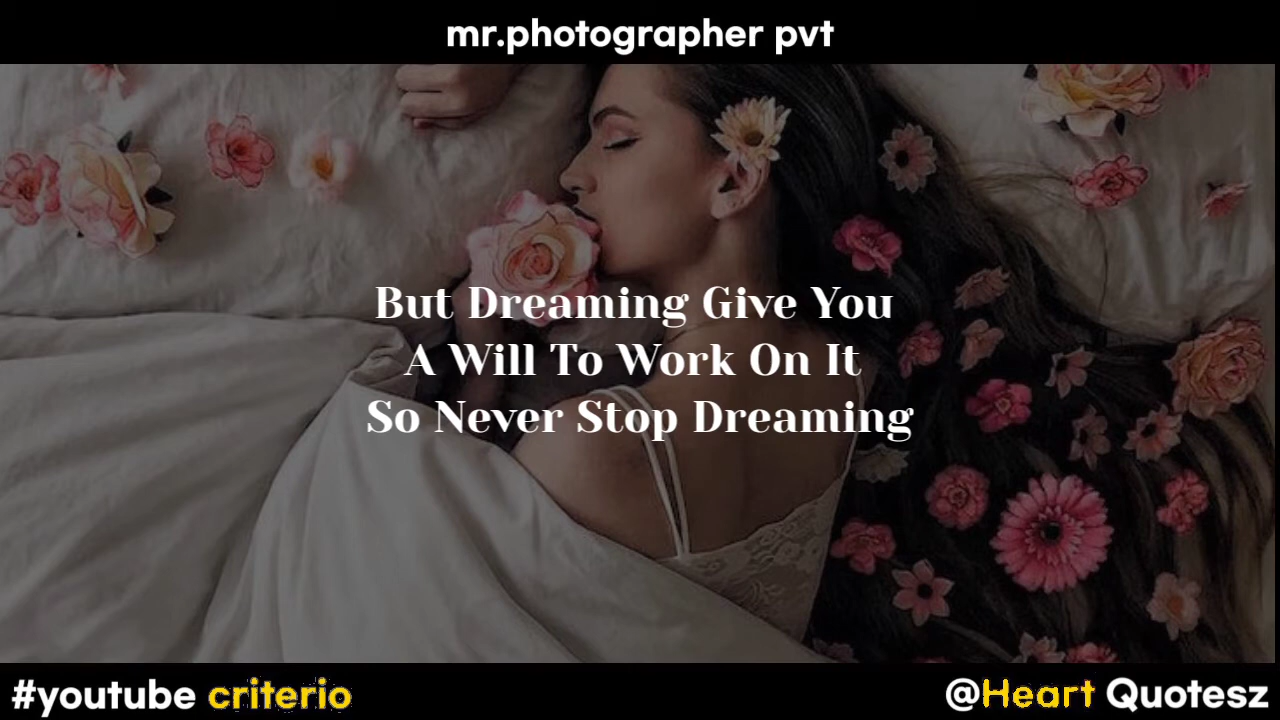 mr.photographer pvt
But Dreaming Give You
A Will To Work On It
So Never Stop Dreaming
#youtube criterio
@Heart Quotesz